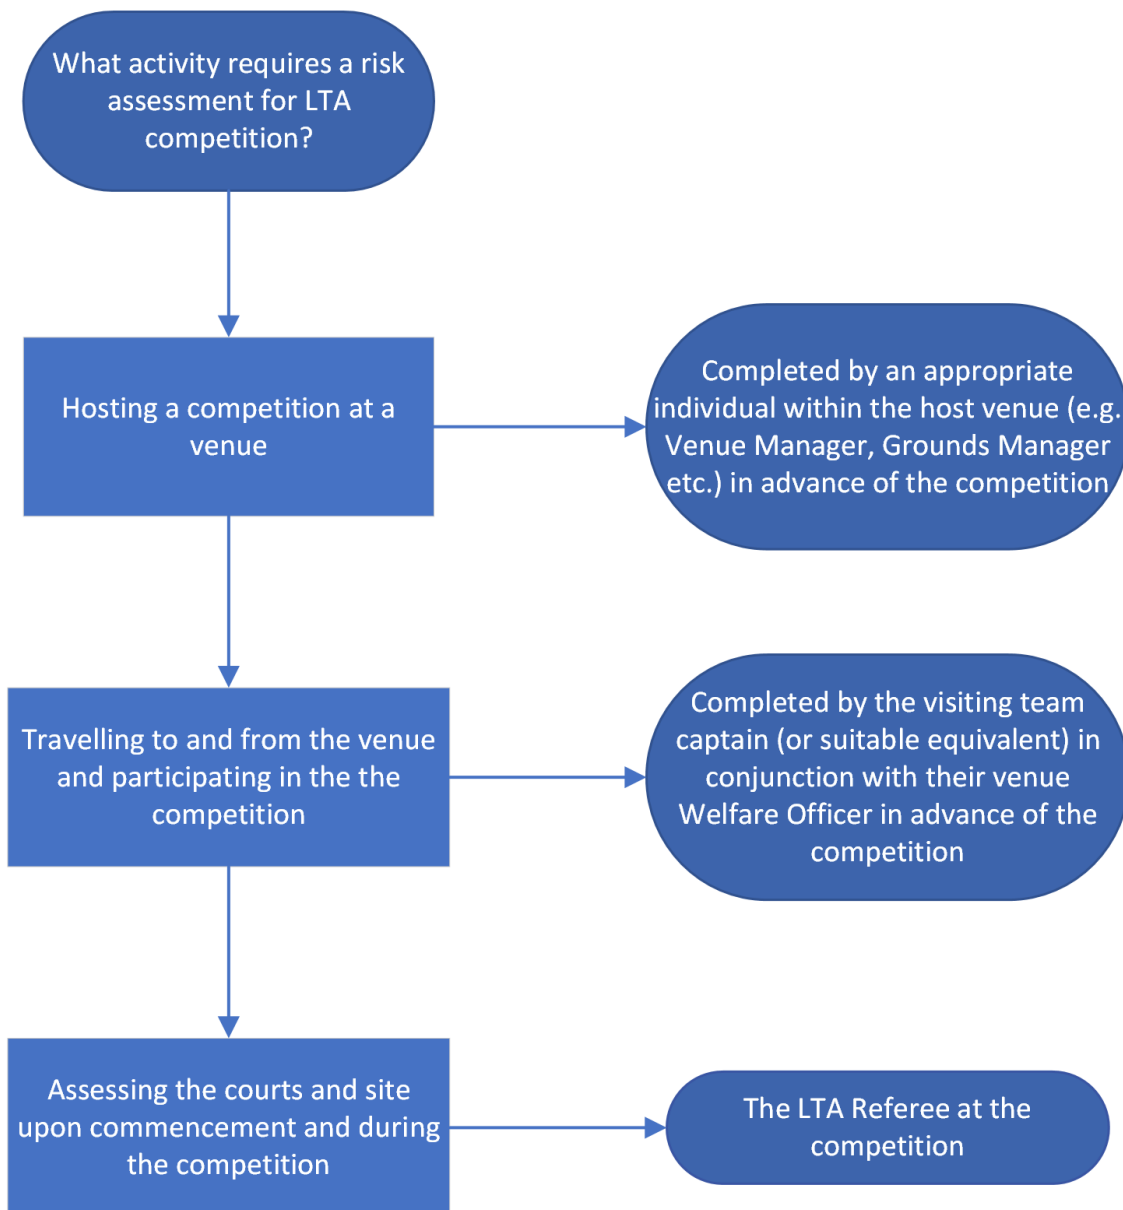 What activity requires a risk
assessment for LTA
competition?
Hosting a competition at a
venue
Completed by an appropriate
individual within the host venue (e.g.
Venue Manager, Grounds Manager
etc.) in advance of the competition
Travelling to and from the venue
and participating in the the
competition
Completed by the visiting team
captain (or suitable equivalent) in
conjunction with their venue
Welfare Officer in advance of the
competition
Assessing the courts and site
upon commencement and during
the competition
The LTA Referee at the
competition